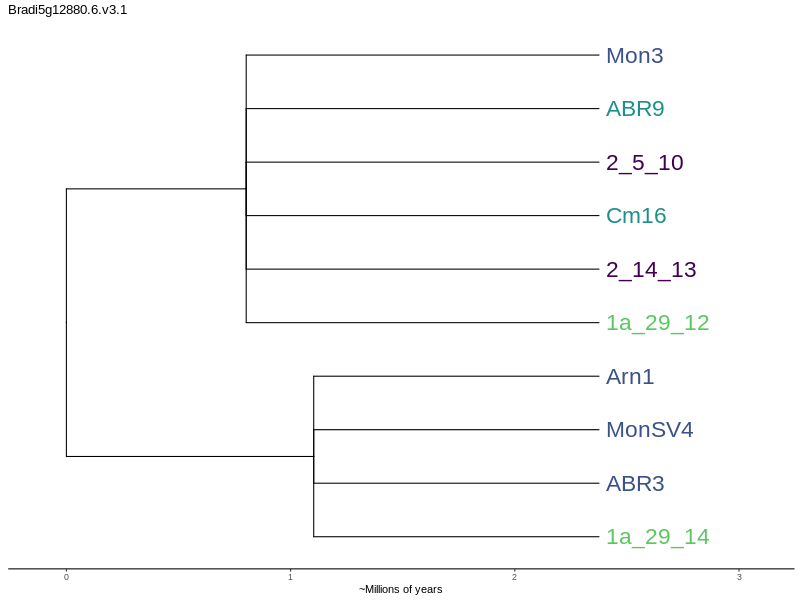 Bradi5g12880.6.v3.1
Mon3
ABR9
2_5_10
Cm16
2_14_13
1a_29_12
Arn1
MonSV4
ABR3
1a_29_14
0 1 2 3
~Millions of years